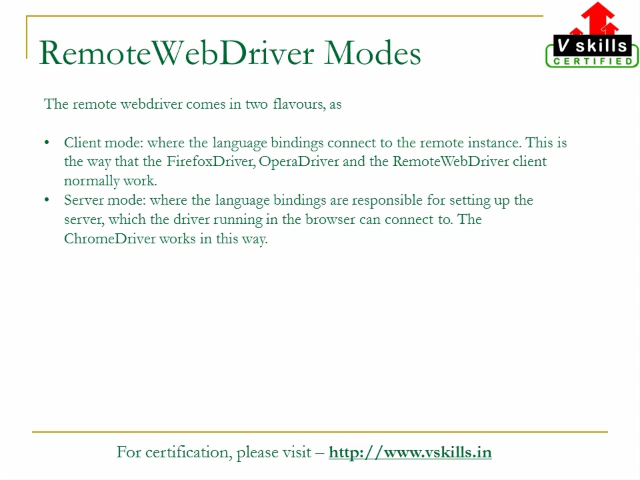 RemoteWebDriver Modes
V skills
CERTIFIED
The remote webdriver comes in two flavours, as
• Client mode: where the language bindings connect to the remote instance. This is
the way that the FirefoxDriver, OperaDriver and the RemoteWebDriver client
normally work.
• Server mode: where the language bindings are responsible for setting up the
server, which the driver running in the browser can connect to. The
ChromeDriver works in this way.
For certification, please visit – http://www.vskills.in